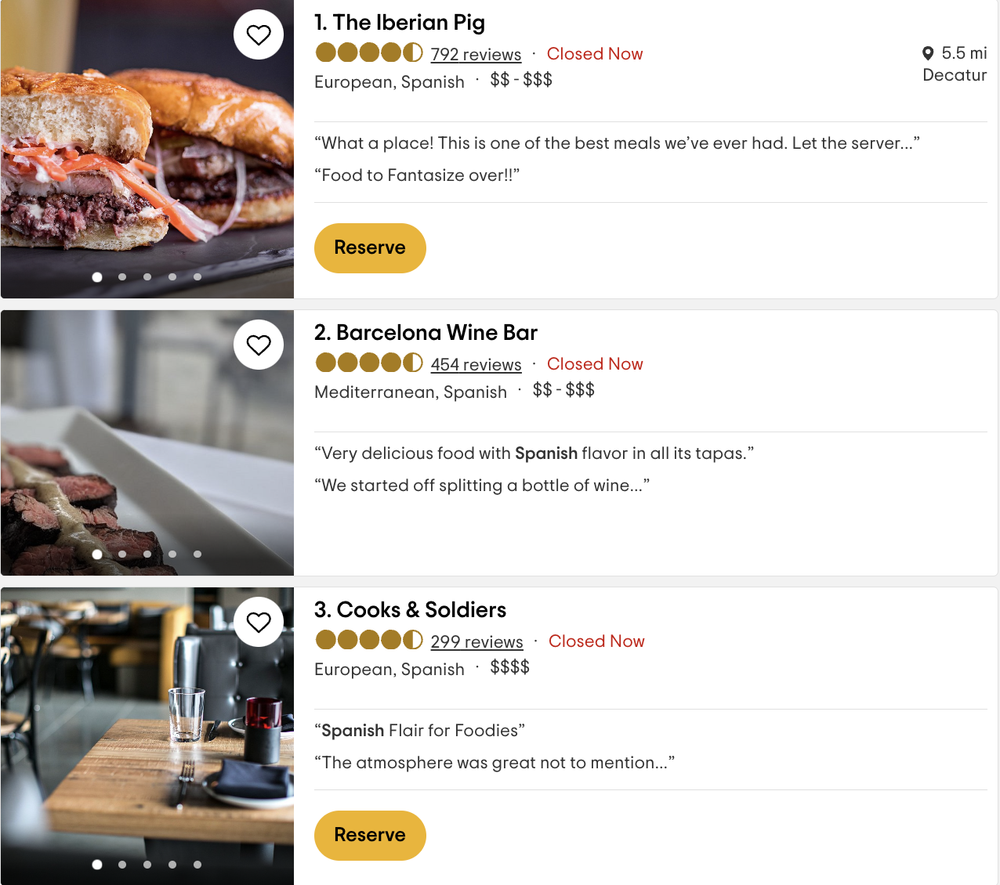 1. The Iberian Pig
792 reviews · Closed Now
5.5 mi
European, Spanish · $$ - $$$
Decatur
“What a place! This is one of the best meals we’ve ever had. Let the server...”
“Food to Fantasize over!!”
Reserve
2. Barcelona Wine Bar
454 reviews · Closed Now
Mediterranean, Spanish · $$ - $$$
“Very delicious food with Spanish flavor in all its tapas.”
“We started off splitting a bottle of wine...”
3. Cooks & Soldiers
299 reviews · Closed Now
European, Spanish · $$$$
“Spanish Flair for Foodies”
“The atmosphere was great not to mention...”
Reserve